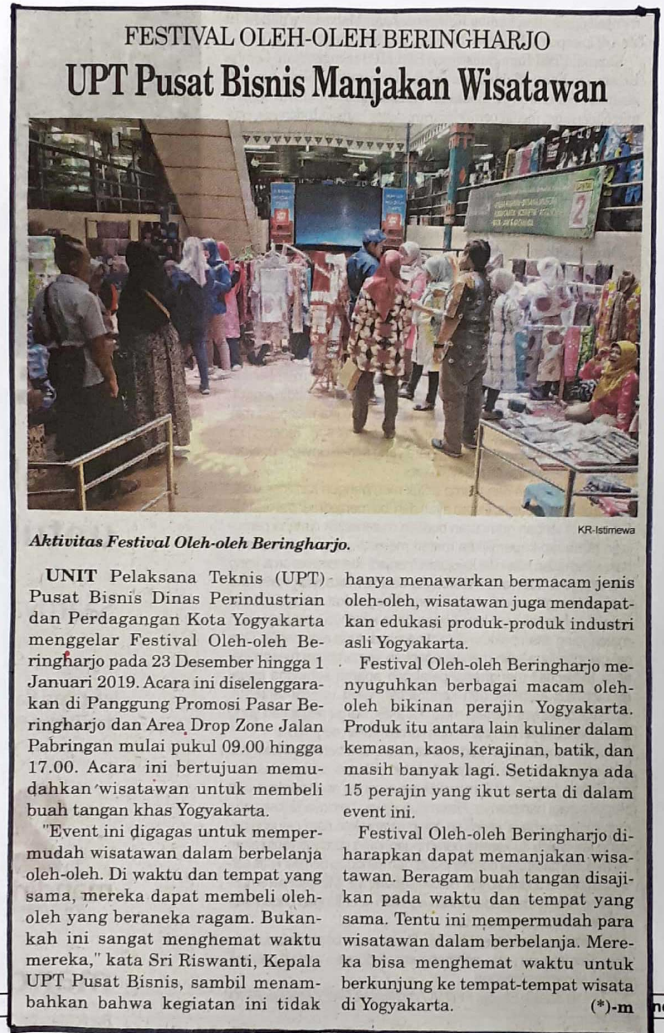 FESTIVAL OLEH-OLEH BERINGHARJO
UPT Pusat Bisnis Manjakan Wisatawan
2
KR-Istimewa
Aktivitas Festival Oleh-oleh Beringharjo.
UNIT Pelaksana Teknis (UPT)
Pusat Bisnis Dinas Perindustrian
dan Perdagangan Kota Yogyakarta
menggelar Festival Oleh-oleh Be-
ringharjo pada 23 Desember hingga 1
Januari 2019. Acara ini diselenggara-
kan di Panggung Promosi Pasar Be-
ringharjo dan Area Drop Zone Jalan
Pabringan mulai pukul 09.00 hingga
17.00. Acara ini bertujuan memu-
dahkan wisatawan untuk membeli
buah tangan khas Yogyakarta.
"Event ini digagas untuk memper-
mudah wisatawan dalam berbelanja
oleh-oleh. Di waktu dan tempat yang
sama, mereka dapat membeli oleh-
oleh yang beraneka ragam. Bukan-
kah ini sangat menghemat waktu
mereka," kata Sri Riswanti, Kepala
UPT Pusat Bisnis, sambil menam-
bahkan bahwa kegiatan ini tidak
hanya menawarkan bermacam jenis
oleh-oleh, wisatawan juga mendapat-
kan edukasi produk-produk industri
asli Yogyakarta.
Festival Oleh-oleh Beringharjo me-
nyuguhkan berbagai macam oleh-
oleh bikinan perajin Yogyakarta.
Produk itu antara lain kuliner dalam
kemasan, kaos, kerajinan, batik, dan
masih banyak lagi. Setidaknya ada
15 perajin yang ikut serta di dalam
event ini.
Festival Oleh-oleh Beringharjo di-
harapkan dapat memanjakan wisa-
tawan. Beragam buah tangan disaji-
kan pada waktu dan tempat yang
sama. Tentu ini mempermudah para
wisatawan dalam berbelanja. Mere-
ka bisa menghemat waktu untuk
berkunjung ke tempat-tempat wisata
di Yogyakarta. (*)-m